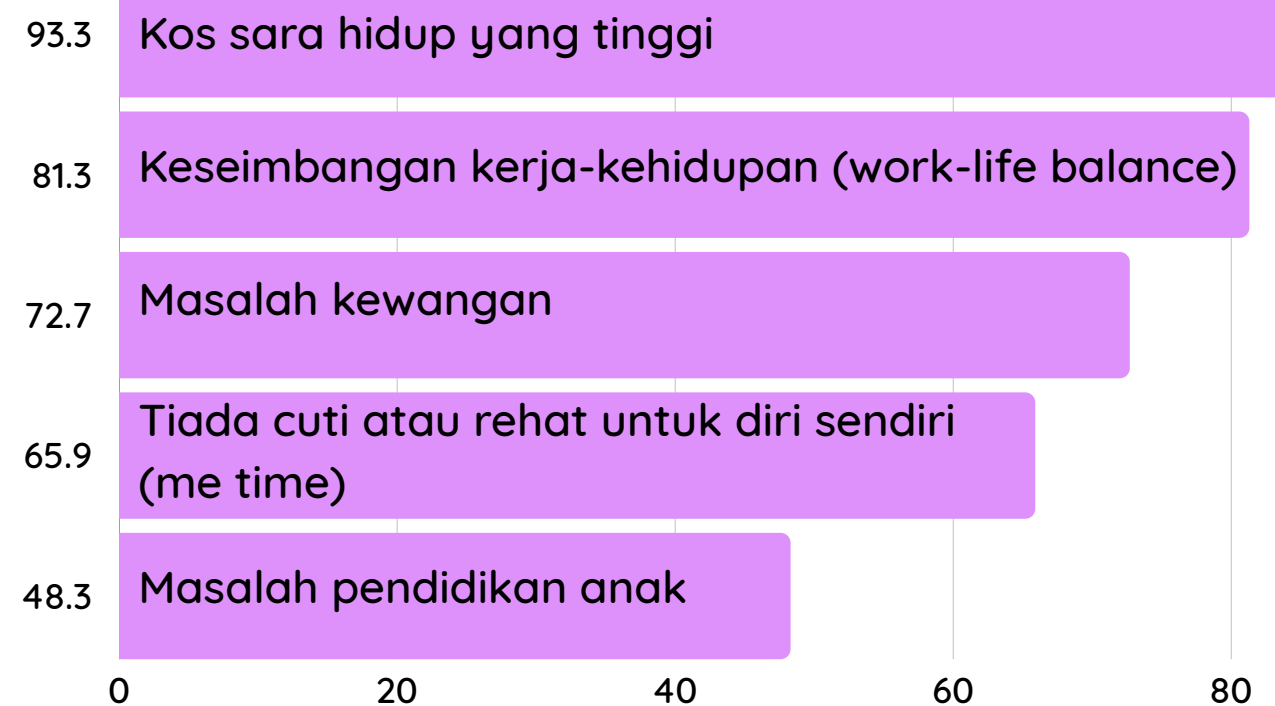 93.3 Kos sara hidup yang tinggi
81.3 Keseimbangan kerja-kehidupan (work-life balance)
72.7 Masalah kewangan
65.9 Tiada cuti atau rehat untuk diri sendiri
(me time)
48.3 Masalah pendidikan anak
0 20 40 60 80